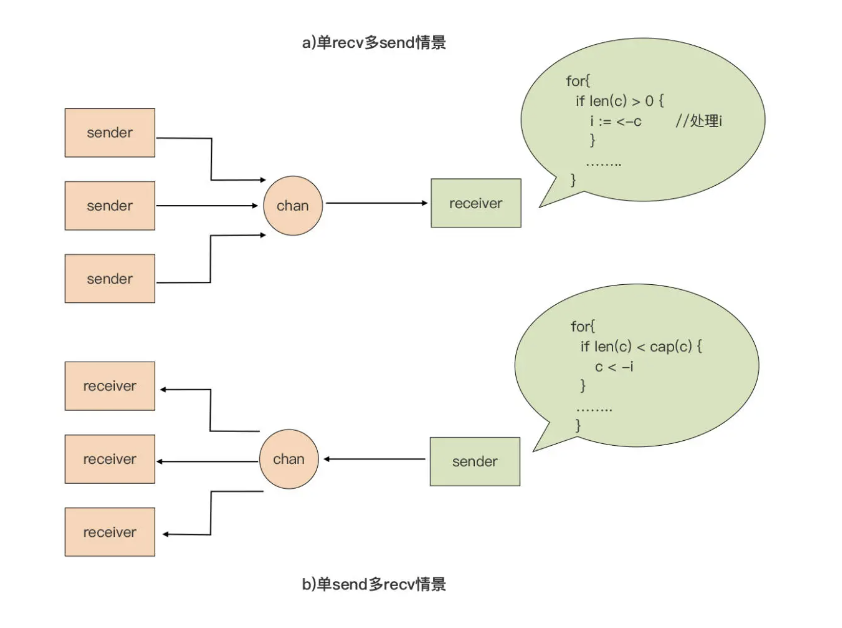 a)单recv多send情景
for{
if len(c) > 0 {
i := <-c //处理i
}
........
}
sender
sender
chan
receiver
sender
for{
if len(c) < cap(c) {
c < -i
}
........
}
receiver
receiver
chan
sender
receiver
b)单send多recv情景